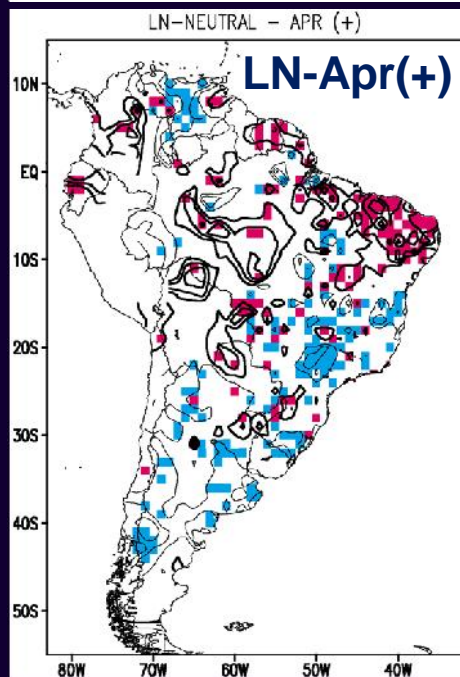 LN-NEUTRAL - APR (+)
LN-Apr(+)
10N
EQ
10S
20S
30S
40S
50S
80W 70W 60W 50W 40W